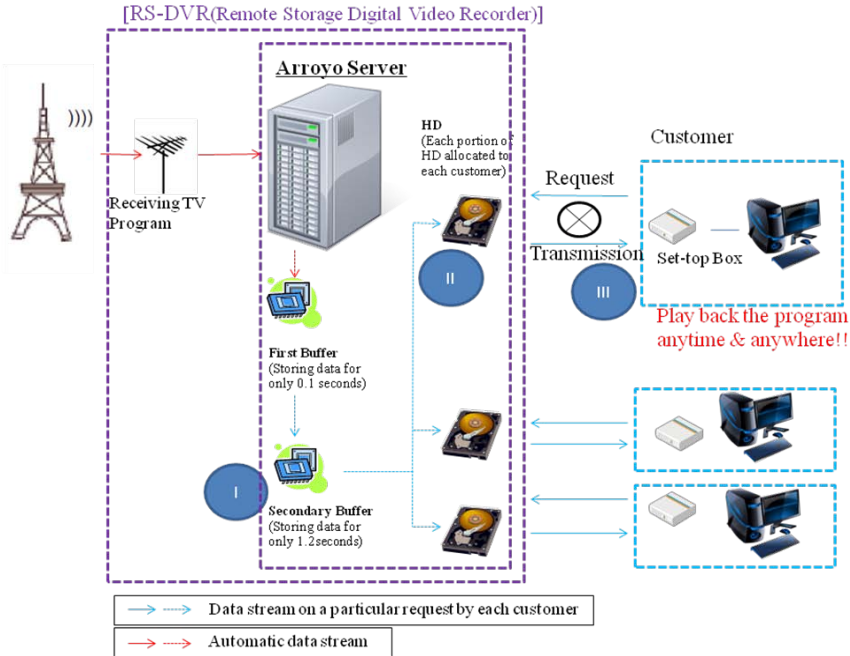 [RS-DVR(Remote Storage Digital Video Recorder)]
Arroyo Server
HD
(Each portion of
HD allocated to
each customer)
Customer
Request
Receiving TV
Program
Transmission
Set-top Box
II
III
Play back the program
anytime & anywhere!!
First Buffer
(Storing data for
only 0.1 seconds)
I
Secondary Buffer
(Storing data for
only 1.2seconds)
Data stream on a particular request by each customer
Automatic data stream